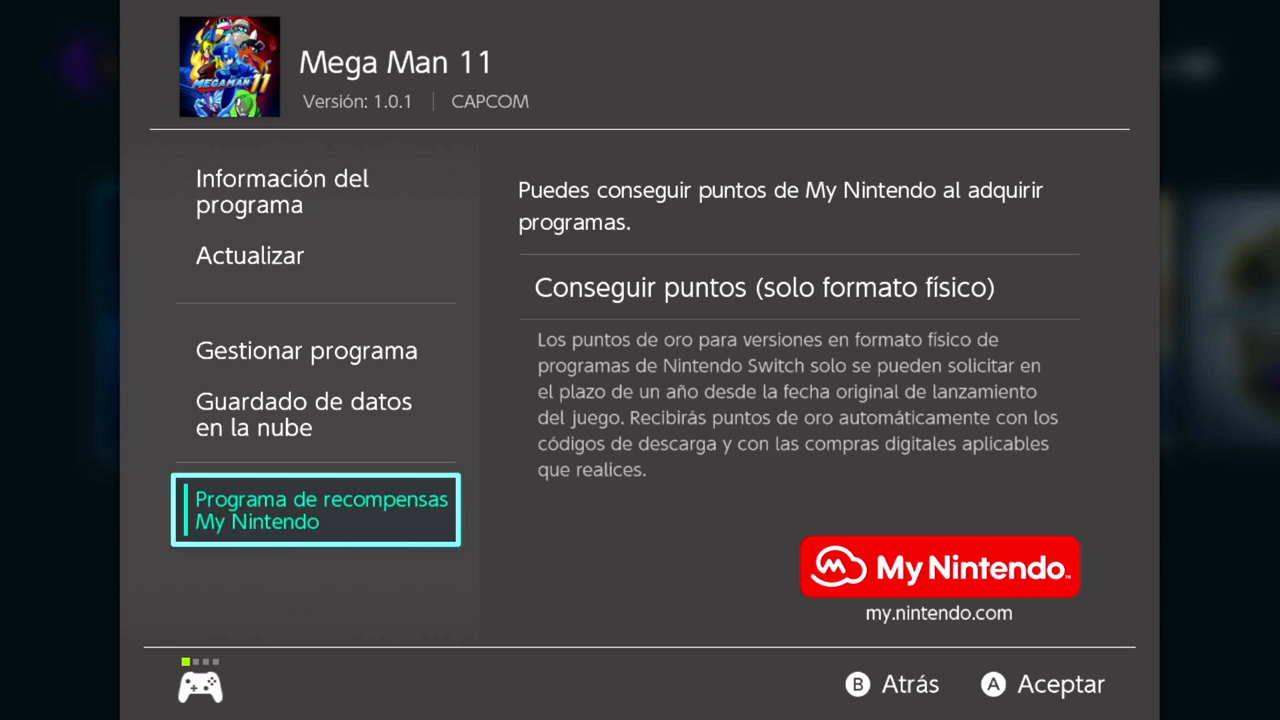 Mega Man 11
Versión: 1.0.1
CAPCOM
MEGAMAN 11
Información del
programa
Actualizar
Gestionar programa
Guardado de datos
en la nube
Programa de recompensas
My Nintendo
Puedes conseguir puntos de My Nintendo al adquirir
programas.
Conseguir puntos (solo formato físico)
Los puntos de oro para versiones en formato físico de
programas de Nintendo Switch solo se pueden solicitar en
el plazo de un año desde la fecha original de lanzamiento
del juego. Recibirás puntos de oro automáticamente con los
códigos de descarga y con las compras digitales aplicables
que realices.
My Nintendo™
my.nintendo.com
B Atrás
A Aceptar